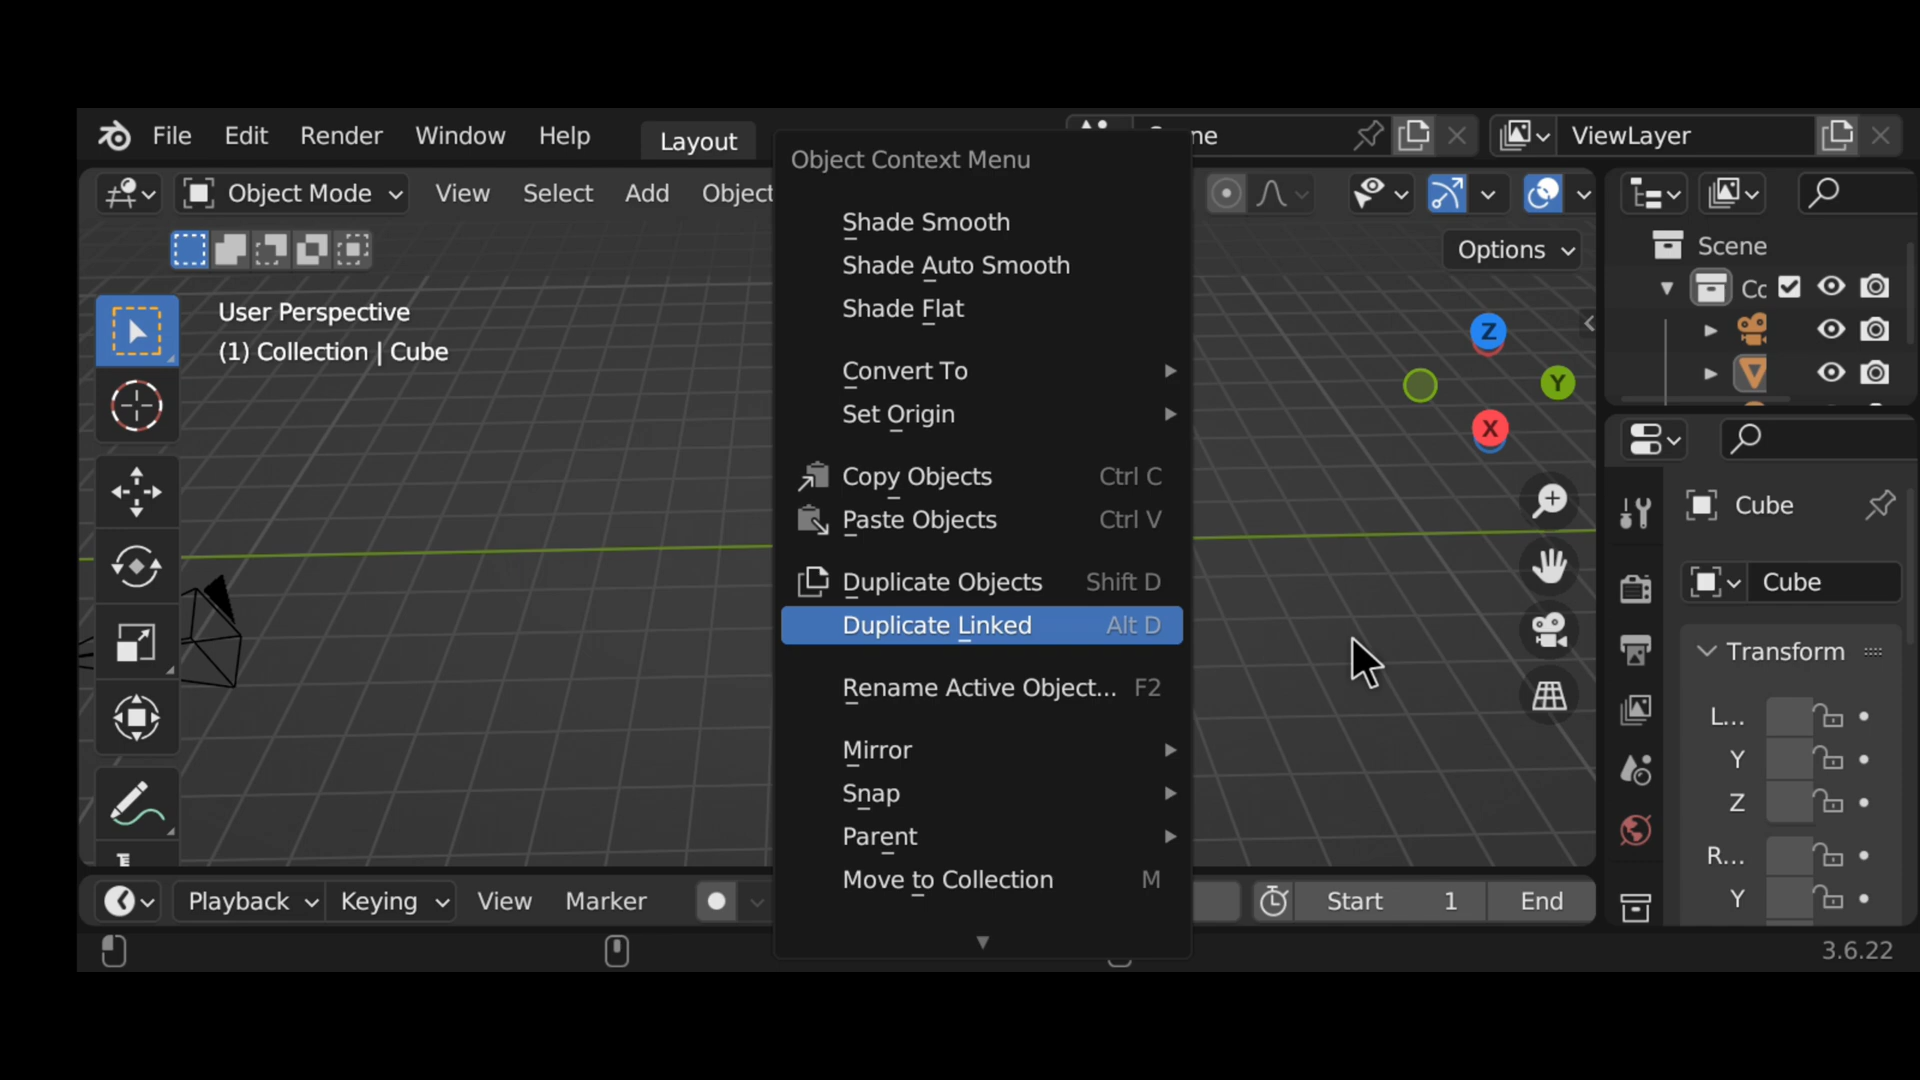 File Edit Render Window Help Layout ne ViewLayer
Object Mode View Select Add Object
Options
User Perspective
(1) Collection | Cube
Object Context Menu
Shade Smooth
Shade Auto Smooth
Shade Flat
Convert To
Set Origin
Copy Objects Ctrl C
Paste Objects Ctrl V
Duplicate Objects Shift D
Duplicate Linked Alt D
Rename Active Object... F2
Mirror
Snap
Parent
Move to Collection M
Z
Y
X
Scene
Cube
Cube
Transform
L...
Y
Z
R...
Y
Playback Keying View Marker Start 1 End
3.6.22